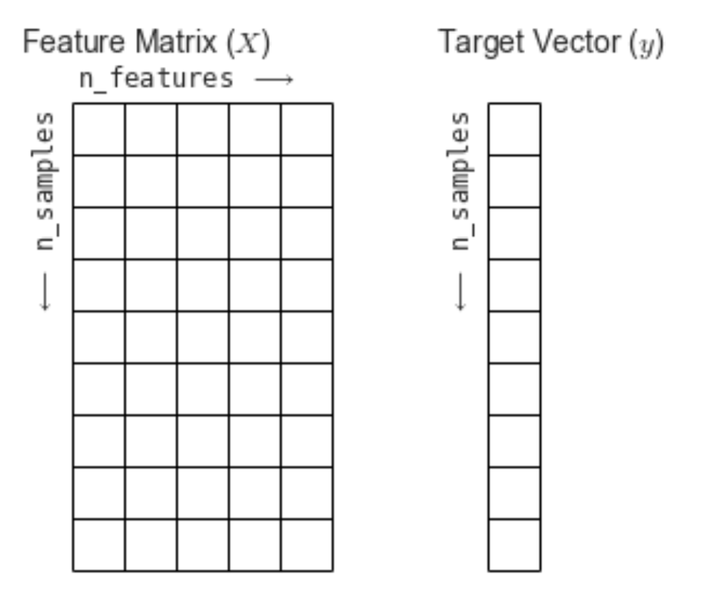 Feature Matrix (X)
n_features ⟶
n_samples
⟵
Target Vector (y)
n_samples
⟵